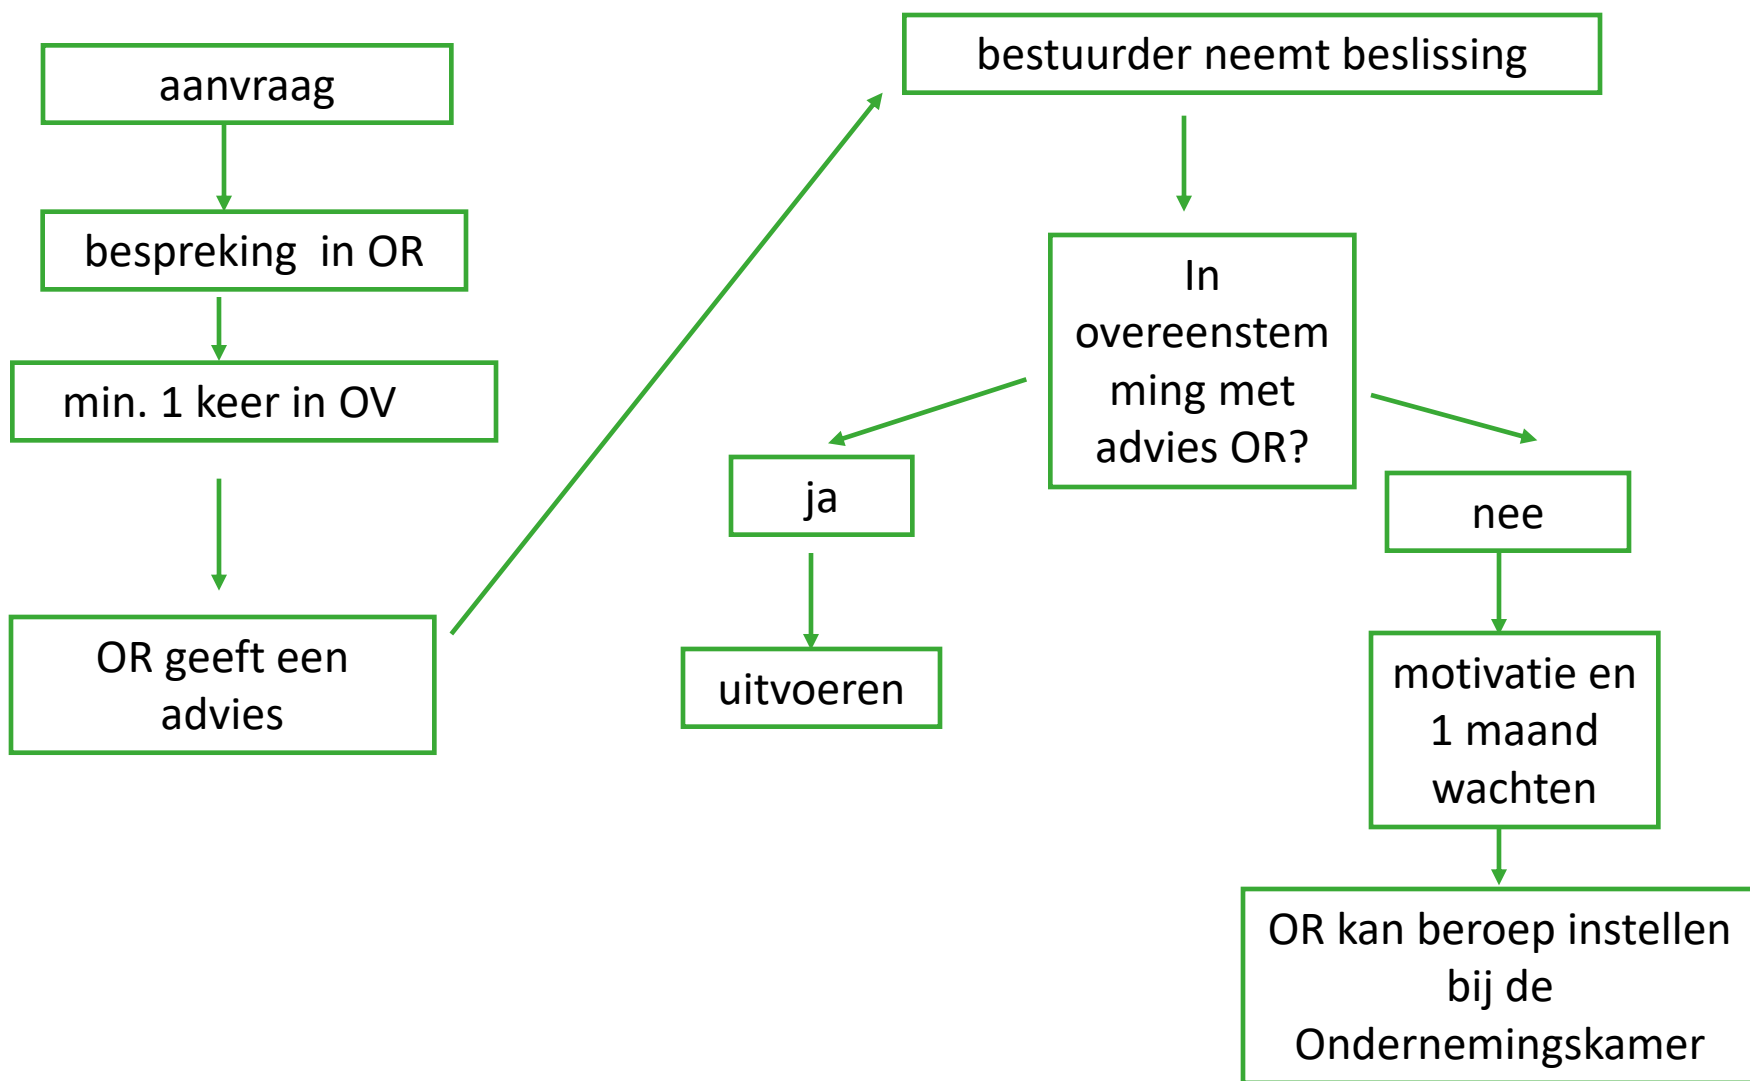 aanvraag
bespreking in OR
min. 1 keer in OV
OR geeft een
advies
bestuurder neemt beslissing
In
overeenstem
ming met
advies OR?
ja
uitvoeren
nee
motivatie en
1 maand
wachten
OR kan beroep instellen
bij de
Ondernemingskamer